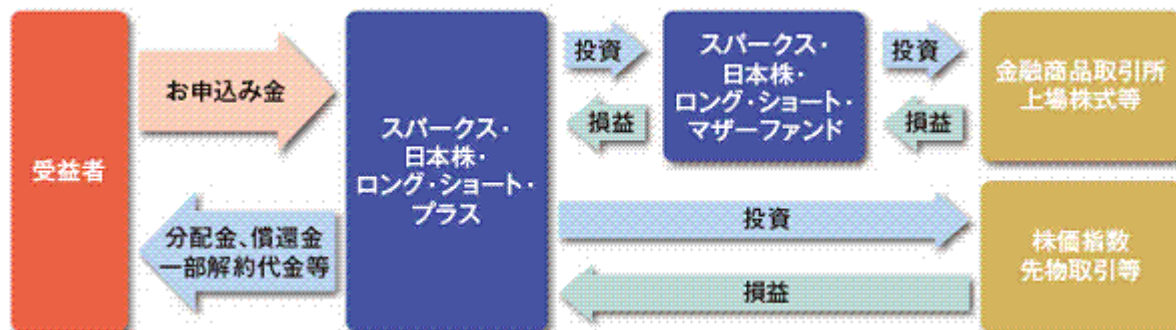 受益者
お申込み金
分配金、償還金
一部解約代金等
スパークス・
日本株・
ロング・ショート・
プラス
投資
損益
スパークス・
日本株・
ロング・ショート・
マザーファンド
投資
損益
金融商品取引所
上場株式等
投資
損益
株価指数
先物取引等